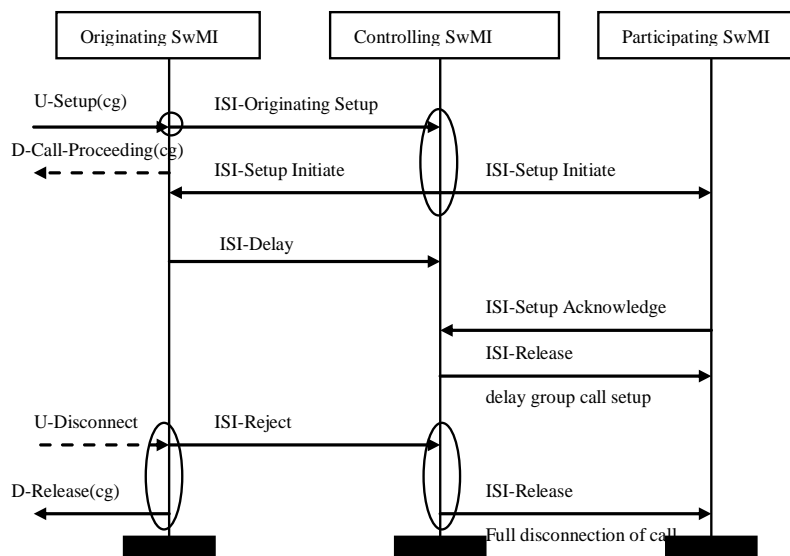 Originating SwMI
Controlling SwMI
Participating SwMI
U-Setup(cg)
ISI-Originating Setup
D-Call-Proceeding(cg)
ISI-Setup Initiate
ISI-Setup Initiate
ISI-Delay
ISI-Setup Acknowledge
ISI-Release
delay group call setup
U-Disconnect
ISI-Reject
D-Release(cg)
ISI-Release
Full disconnection of call